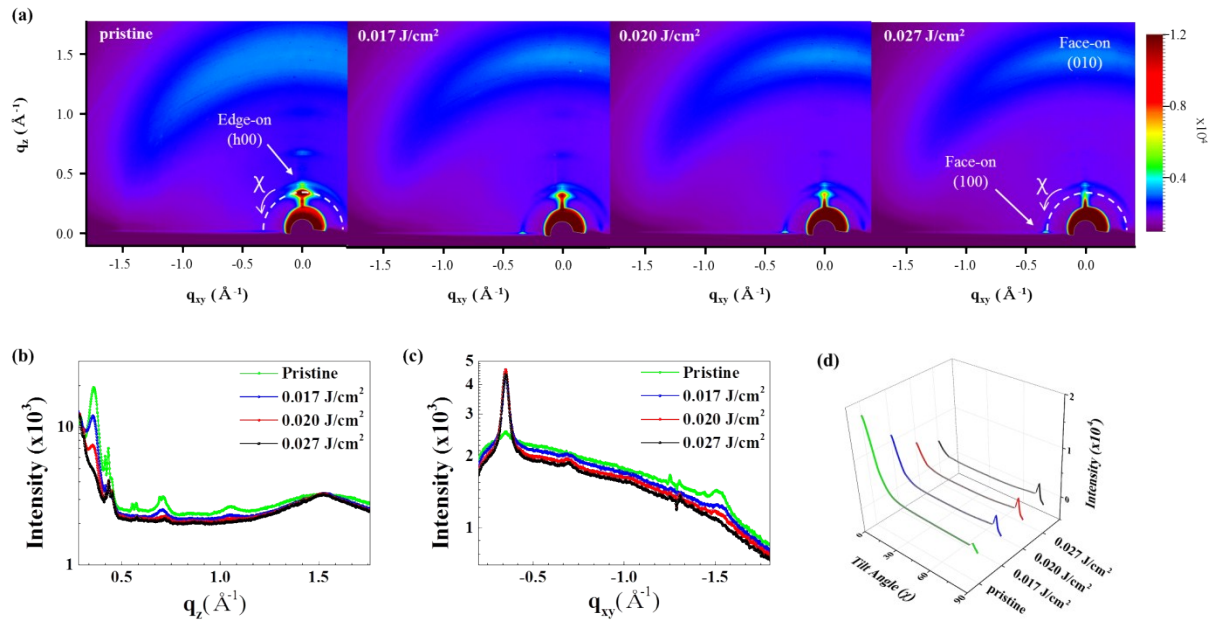 (a)
pristine
0.017 J/cm²
0.020 J/cm²
0.027 J/cm²
Face-on
(010)
Edge-on
(h00)
Face-on
(100)
χ
χ
1.5
1.0
0.5
0.0
q_z ( Å⁻¹)
-1.5 -1.0 -0.5 0.0
-1.5 -1.0 -0.5 0.0
-1.5 -1.0 -0.5 0.0
-1.5 -1.0 -0.5 0.0
q_xy ( Å⁻¹)
q_xy ( Å⁻¹)
q_xy ( Å⁻¹)
q_xy ( Å⁻¹)
1.2
0.8
0.4
x10⁴
(b)
Pristine
0.017 J/cm²
0.020 J/cm²
0.027 J/cm²
10
1
Intensity (x10³)
0.5 1.0 1.5
q_z(Å⁻¹)
(c)
Pristine
0.017 J/cm²
0.020 J/cm²
0.027 J/cm²
5
4
3
2
1
Intensity (x10³)
-0.5 -1.0 -1.5
q_xy(Å⁻¹)
(d)
2
1
0
Intensity (x10⁴)
0 30 60 90
Tilt Angle (χ)
pristine
0.017 J/cm²
0.020 J/cm²
0.027 J/cm²